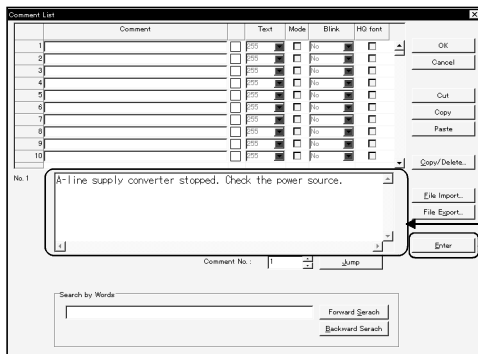 Comment List
Comment Text Mode Blink HQ font
1 255 No
2 255 No
3 255 No
4 255 No
5 255 No
6 255 No
7 255 No
8 255 No
9 255 No
10 255 No
OK
Cancel
Cut
Copy
Paste
Copy/Delete...
No. 1
A-line supply converter stopped. Check the power source.
File Import...
File Export...
Enter
Comment No.: 1 Jump
Search by Words
Forward Serach
Backward Serach